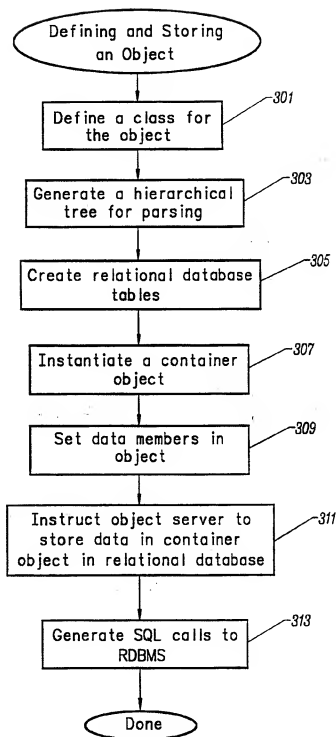 Defining and Storing
an Object
301
Define a class for
the object
303
Generate a hierarchical
tree for parsing
305
Create relational database
tables
307
Instantiate a container
object
309
Set data members in
object
311
Instruct object server to
store data in container
object in relational database
313
Generate SQL calls to
RDBMS
Done